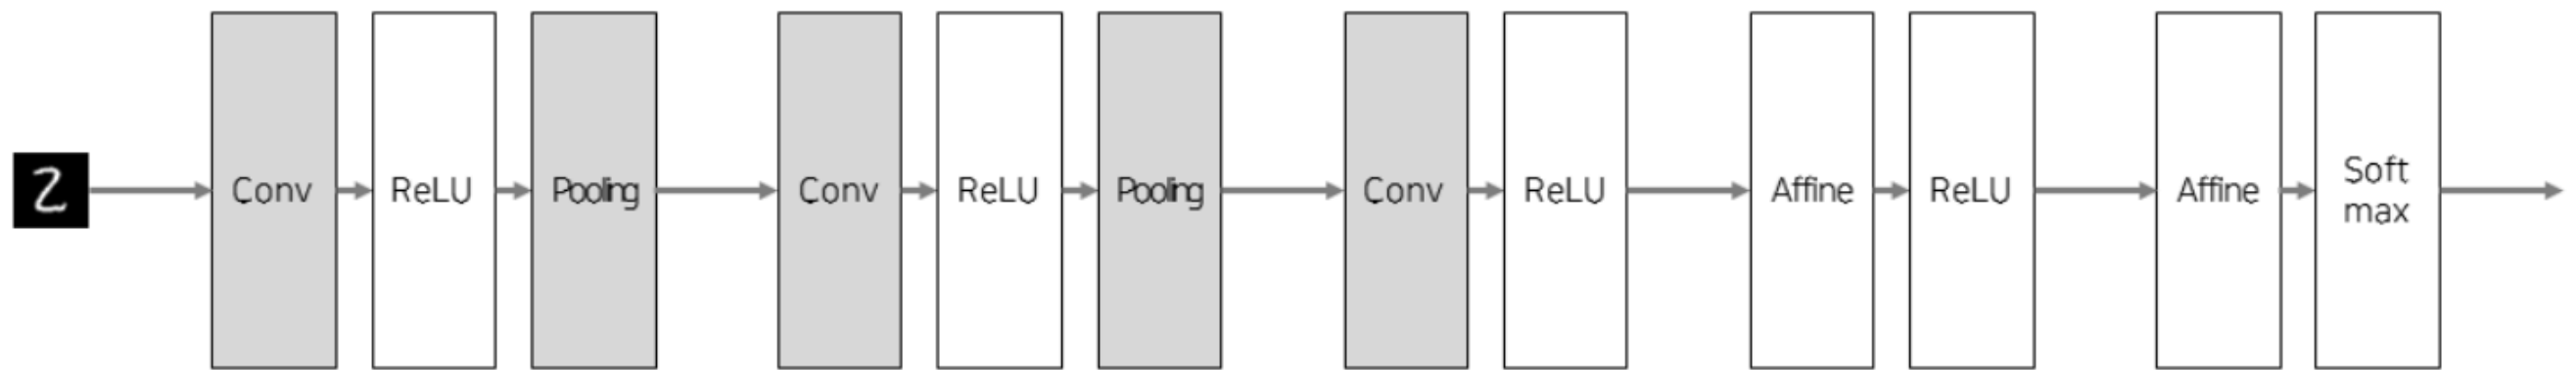 2
Conv
ReLU
Pooling
Conv
ReLU
Pooling
Conv
ReLU
Affine
ReLU
Affine
Soft
max